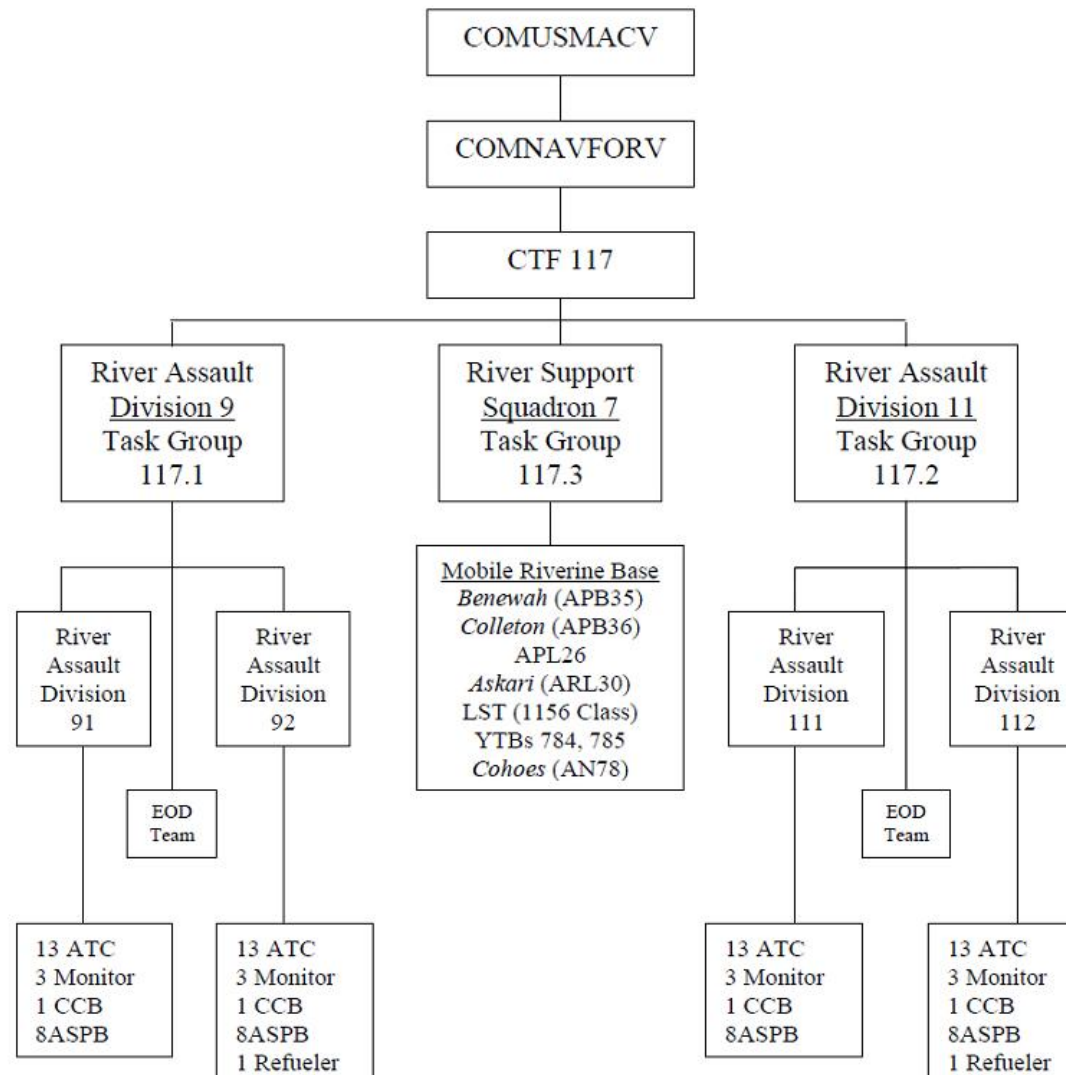 COMUSMACV
COMNAVFORV
CTF 117
River Assault
Division 9
Task Group
117.1
River Support
Squadron 7
Task Group
117.3
River Assault
Division 11
Task Group
117.2
River
Assault
Division
91
River
Assault
Division
92
Mobile Riverine Base
Benewah (APB35)
Colleton (APB36)
APL26
Askari (ARL30)
LST (1156 Class)
YTBs 784, 785
Cohoes (AN78)
River
Assault
Division
111
River
Assault
Division
112
EOD
Team
EOD
Team
13 ATC
3 Monitor
1 CCB
8ASPB
13 ATC
3 Monitor
1 CCB
8ASPB
1 Refueler
13 ATC
3 Monitor
1 CCB
8ASPB
13 ATC
3 Monitor
1 CCB
8ASPB
1 Refueler